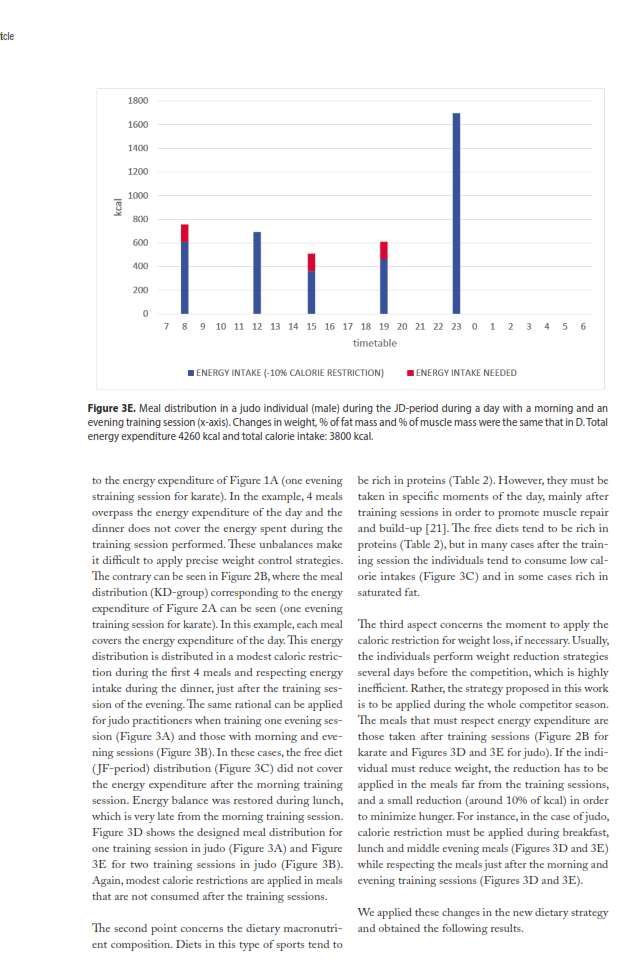 tcle
1800
1600
1400
1200
1000
800
600
400
200
0
kcal
7 8 9 10 11 12 13 14 15 16 17 18 19 20 21 22 23 0 1 2 3 4 5 6
timetable
ENERGY INTAKE (-10% CALORIE RESTRICTION) ENERGY INTAKE NEEDED
Figure 3E. Meal distribution in a judo individual (male) during the JD-period during a day with a morning and an
evening training session (x-axis). Changes in weight, % of fat mass and % of muscle mass were the same that in D. Total
energy expenditure 4260 kcal and total calorie intake: 3800 kcal.
to the energy expenditure of Figure 1A (one evening
straining session for karate). In the example, 4 meals
overpass the energy expenditure of the day and the
dinner does not cover the energy spent during the
training session performed. These unbalances make
it difficult to apply precise weight control strategies.
The contrary can be seen in Figure 2B, where the meal
distribution (KD-group) corresponding to the energy
expenditure of Figure 2A can be seen (one evening
training session for karate). In this example, each meal
covers the energy expenditure of the day. This energy
distribution is distributed in a modest caloric restric-
tion during the first 4 meals and respecting energy
intake during the dinner, just after the training ses-
sion of the evening. The same rational can be applied
for judo practitioners when training one evening ses-
sion (Figure 3A) and those with morning and eve-
ning sessions (Figure 3B). In these cases, the free diet
(JF-period) distribution (Figure 3C) did not cover
the energy expenditure after the morning training
session. Energy balance was restored during lunch,
which is very late from the morning training session.
Figure 3D shows the designed meal distribution for
one training session in judo (Figure 3A) and Figure
3E for two training sessions in judo (Figure 3B).
Again, modest calorie restrictions are applied in meals
that are not consumed after the training sessions.
The second point concerns the dietary macronutri-
ent composition. Diets in this type of sports tend to
be rich in proteins (Table 2). However, they must be
taken in specific moments of the day, mainly after
training sessions in order to promote muscle repair
and build-up [21]. The free diets tend to be rich in
proteins (Table 2), but in many cases after the train-
ing session the individuals tend to consume low cal-
orie intakes (Figure 3C) and in some cases rich in
saturated fat.
The third aspect concerns the moment to apply the
caloric restriction for weight loss, if necessary. Usually,
the individuals perform weight reduction strategies
several days before the competition, which is highly
inefficient. Rather, the strategy proposed in this work
is to be applied during the whole competitor season.
The meals that must respect energy expenditure are
those taken after training sessions (Figure 2B for
karate and Figures 3D and 3E for judo). If the indi-
vidual must reduce weight, the reduction has to be
applied in the meals far from the training sessions,
and a small reduction (around 10% of kcal) in order
to minimize hunger. For instance, in the case of judo,
calorie restriction must be applied during breakfast,
lunch and middle evening meals (Figures 3D and 3E)
while respecting the meals just after the morning and
evening training sessions (Figures 3D and 3E).
We applied these changes in the new dietary strategy
and obtained the following results.